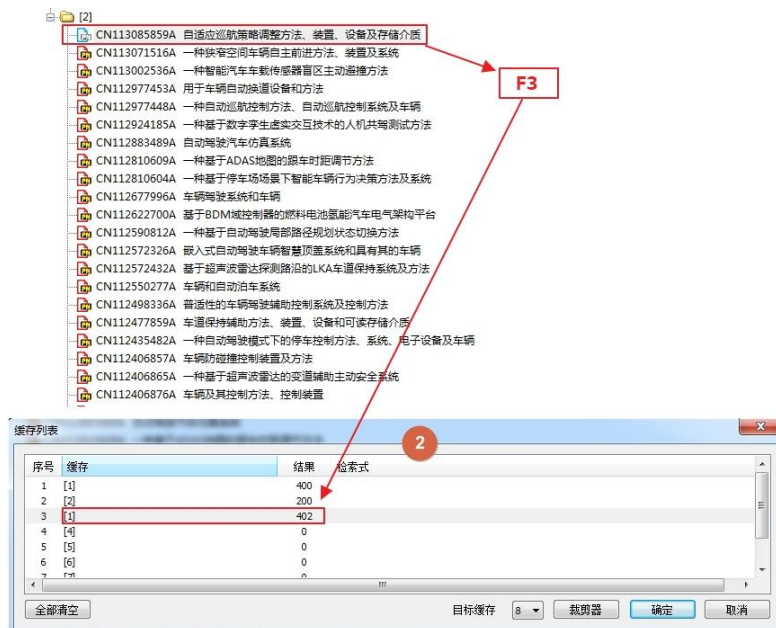 [2]
CN113085859A 自适应巡航策略调整方法、装置、设备及存储介质
CN113071516A 一种狭窄空间车辆自主前进方法、装置及系统
CN113002536A 一种智能汽车车载传感器盲区主动避撞方法
CN112977453A 用于车辆自动换道设备和方法
CN112977448A 一种自动巡航控制方法、自动巡航控制系统及车辆
CN112924185A 一种基于数字孪生虚实交互技术的人机共驾测试方法
CN112883489A 自动驾驶汽车仿真系统
CN112810609A 一种基于ADAS地图的跟车时距调节方法
CN112810604A 一种基于停车场场景下智能车辆行为决策方法及系统
CN112677996A 车辆驾驶系统和车辆
CN112622700A 基于BDM域控制器的燃料电池氢能汽车电气架构平台
CN112590812A 一种基于自动驾驶局部路径规划状态切换方法
CN112572326A 嵌入式自动驾驶车辆智慧顶盖系统和具有其的车辆
CN112572432A 基于超声波雷达探测路沿的LKA车道保持系统及方法
CN112550277A 车辆和自动泊车系统
CN112498336A 普适性的车辆驾驶辅助控制系统及控制方法
CN112477859A 车道保持辅助方法、装置、设备和可读存储介质
CN112435482A 一种自动驾驶模式下的停车控制方法、系统、电子设备及车辆
CN112406857A 车辆防碰撞控制装置及方法
CN112406865A 一种基于超声波雷达的变道辅助主动安全系统
CN112406876A 车辆及其控制方法、控制装置
F3
缓存列表
2
序号 缓存 结果 检索式
1 [1] 400
2 [2] 200
3 [1] 402
4 [4] 0
5 [5] 0
6 [6] 0
全部清空 目标缓存 8 裁剪器 确定 取消